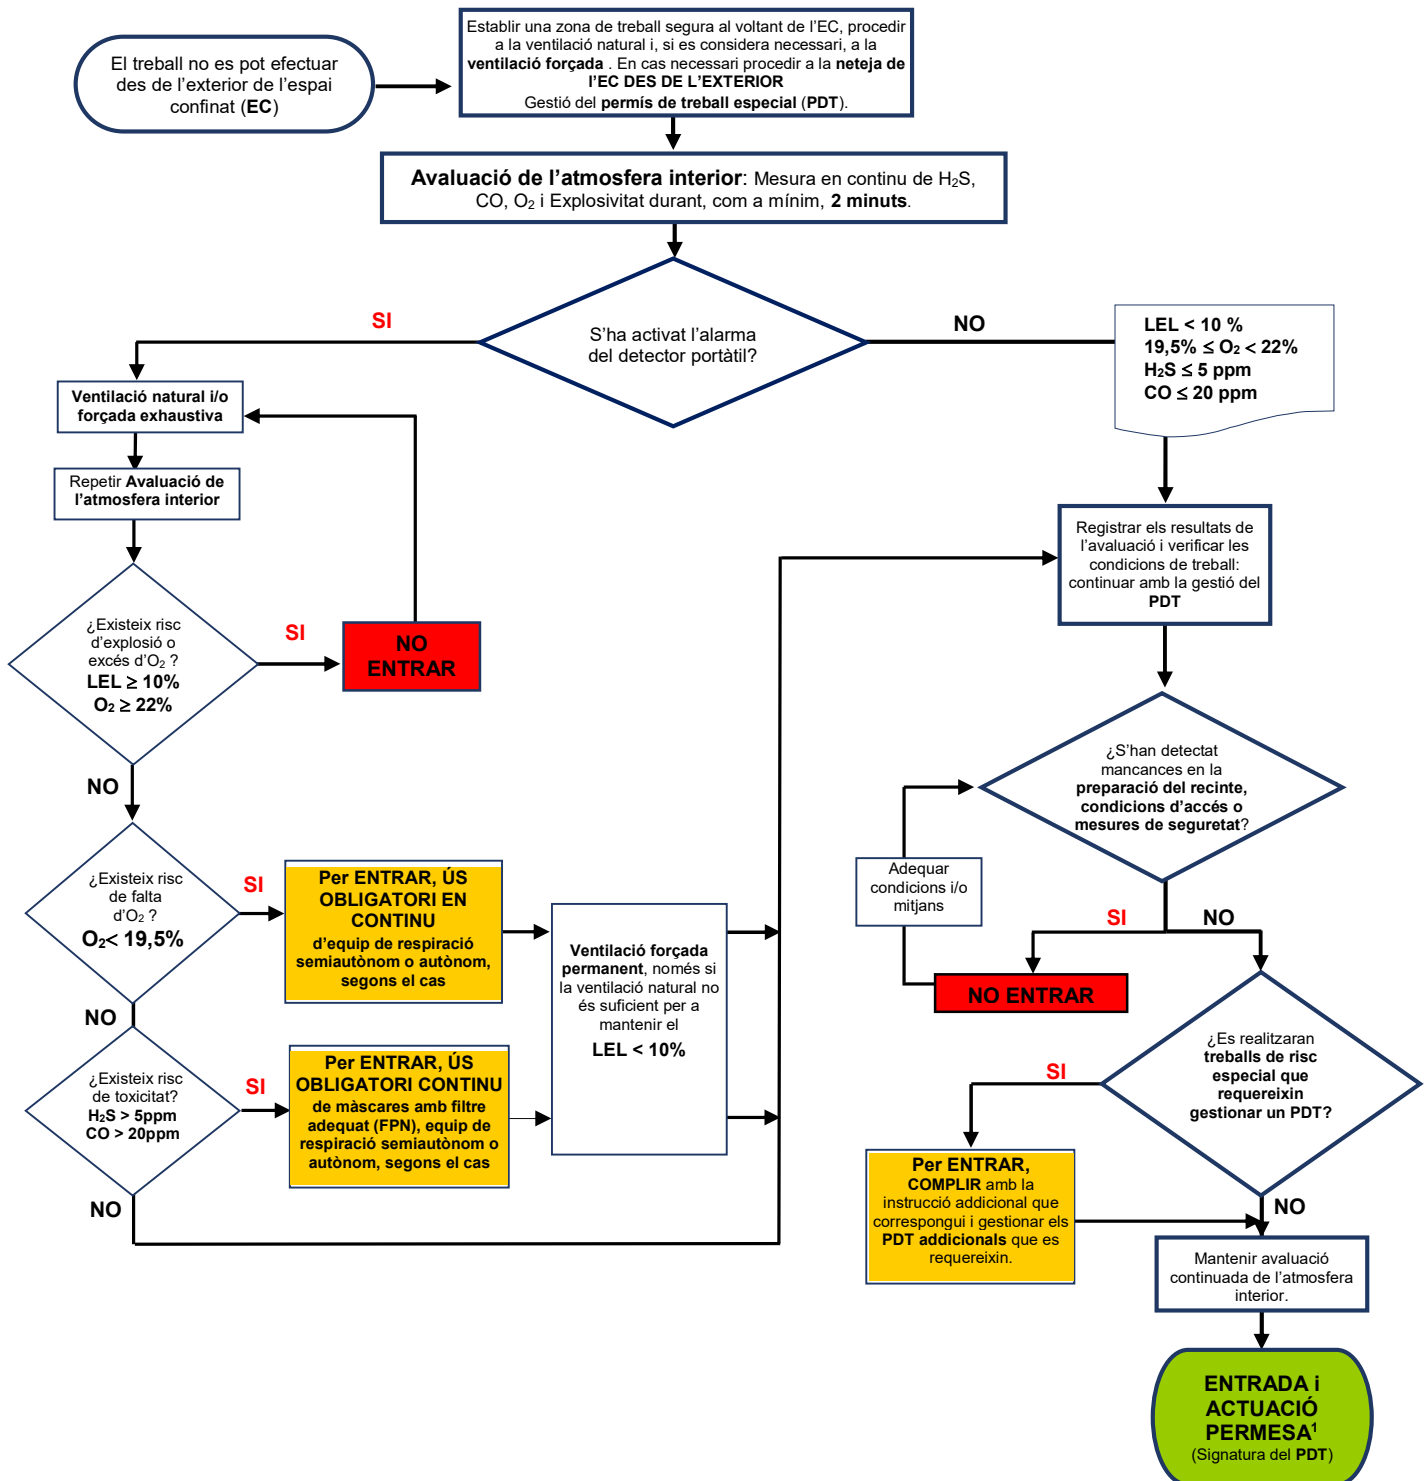 El treball no es pot efectuar
des de l'exterior de l'espai
confinat (EC)
Establir una zona de treball segura al voltant de l'EC, procedir
a la ventilació natural i, si es considera necessari, a la
ventilació forçada . En cas necessari procedir a la neteja de
l'EC DES DE L'EXTERIOR
Gestió del permís de treball especial (PDT).
Avaluació de l'atmosfera interior: Mesura en continu de H₂S,
CO, O₂ i Explosivitat durant, com a mínim, 2 minuts.
S'ha activat l'alarma
del detector portàtil?
SI
NO
LEL < 10 %
19,5% ≤ O₂ < 22%
H₂S ≤ 5 ppm
CO ≤ 20 ppm
Ventilació natural i/o
forçada exhaustiva
Repetir Avaluació de
l'atmosfera interior
¿Existeix risc
d'explosió o
excés d'O₂ ?
LEL ≥ 10%
O₂ ≥ 22%
SI
NO
ENTRAR
NO
¿Existeix risc
de falta
d'O₂ ?
O₂< 19,5%
SI
Per ENTRAR, ÚS
OBLIGATORI EN
CONTINU
d'equip de respiració
semiautònom o autònom,
segons el cas
NO
¿Existeix risc
de toxicitat?
H₂S > 5ppm
CO > 20ppm
SI
Per ENTRAR, ÚS
OBLIGATORI CONTINU
de màscares amb filtre
adequat (FPN), equip de
respiració semiautònom o
autònom, segons el cas
NO
Ventilació forçada
permanent, només si
la ventilació natural no
és suficient per a
mantenir el
LEL < 10%
Registrar els resultats de
l'avaluació i verificar les
condicions de treball:
continuar amb la gestió del
PDT
¿S'han detectat
mancances en la
preparació del recinte,
condicions d'accés o
mesures de seguretat?
Adequar
condicions i/o
mitjans
SI
NO
NO ENTRAR
¿Es realitzaran
treballs de risc
especial que
requereixin
gestionar un PDT?
SI
Per ENTRAR,
COMPLIR amb la
instrucció addicional que
correspongui i gestionar els
PDT addicionals que es
requereixin.
NO
Mantenir avaluació
continuada de l'atmosfera
interior.
ENTRADA i
ACTUACIÓ
PERMESA¹
(Signatura del PDT)